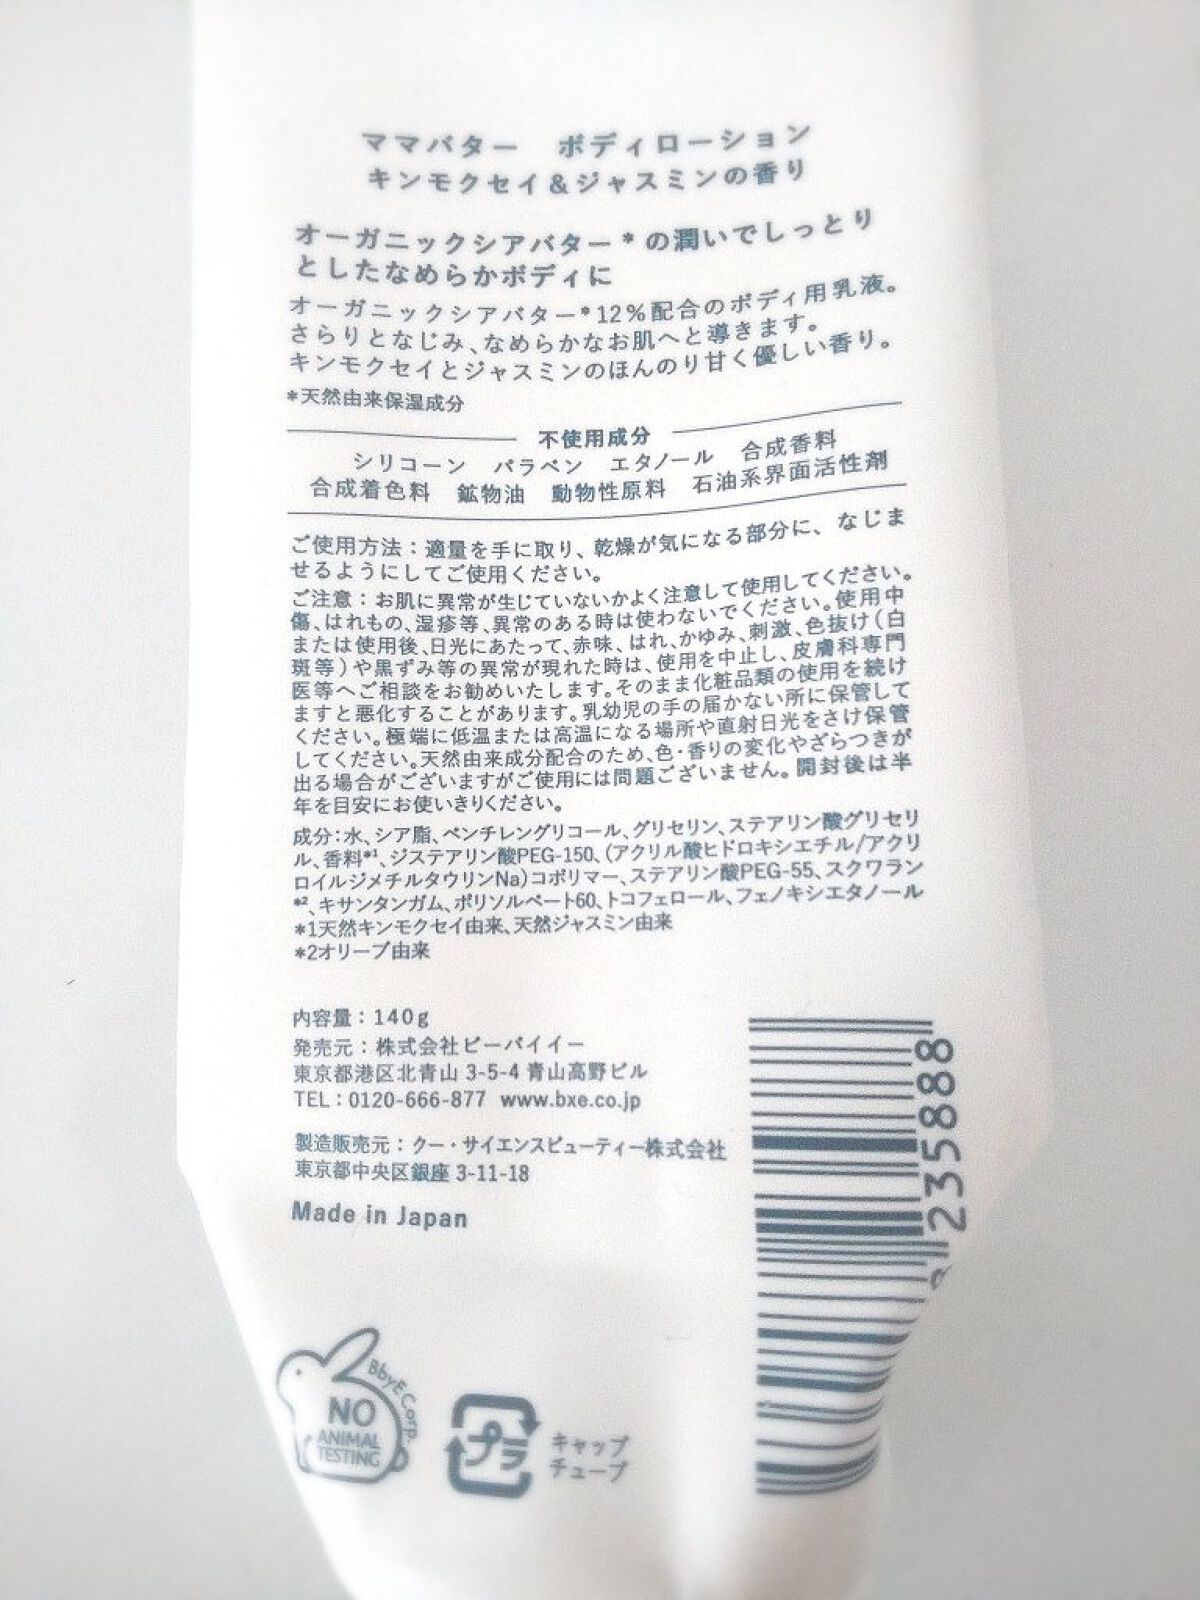 ママバター　ボディローション
キンモクセイ&ジャスミンの香り
オーガニックシアバター*の潤いでしっとり
としたなめらかボディに
オーガニックシアバター*12%配合のボディ用乳液。
さらりとなじみ、なめらかなお肌へと導きます。
キンモクセイとジャスミンのほんのり甘く優しい香り。
*天然由来保湿成分
不使用成分
シリコーン　パラベン　エタノール　合成香料
合成着色料　鉱物油　動物性原料　石油系界面活性剤
ご使用方法：適量を手に取り、乾燥が気になる部分に、なじま
せるようにしてご使用ください。
ご注意：お肌に異常が生じていないかよく注意して使用してください。
傷、はれもの、湿疹等、異常のある時は使わないでください。使用中
または使用後、日光にあたって、赤味、はれ、かゆみ、刺激、色抜け(白
斑等)や黒ずみ等の異常が現れた時は、使用を中止し、皮膚科専門
医等へご相談をお勧めいたします。そのまま化粧品類の使用を続け
ますと悪化することがあります。乳幼児の手の届かない所に保管して
ください。極端に低温または高温になる場所や直射日光をさけ保管
してください。天然由来成分配合のため、色・香りの変化やざらつきが
出る場合がございますがご使用には問題ございません。開封後は半
年を目安にお使いきりください。
成分：水、シア脂、ペンチレングリコール、グリセリン、ステアリン酸グリセリ
ル、香料*1、ジステアリン酸PEG-150、(アクリル酸ヒドロキシエチル/アクリ
ロイルジメチルタウリンNa)コポリマー、ステアリン酸PEG-55、スクワラン
*2、キサンタンガム、ポリソルベート60、トコフェロール、フェノキシエタノール
*1天然キンモクセイ由来、天然ジャスミン由来
*2オリーブ由来
内容量：140g
発売元：株式会社ビーバイイー
東京都港区北青山 3-5-4 青山高野ビル
TEL：0120-666-877 www.bxe.co.jp
製造販売元：クー・サイエンスビューティー株式会社
東京都中央区銀座 3-11-18
Made in Japan
235888
BbyE Corp.
NO
ANIMAL
TESTING
プラ
キャップ
チューブ